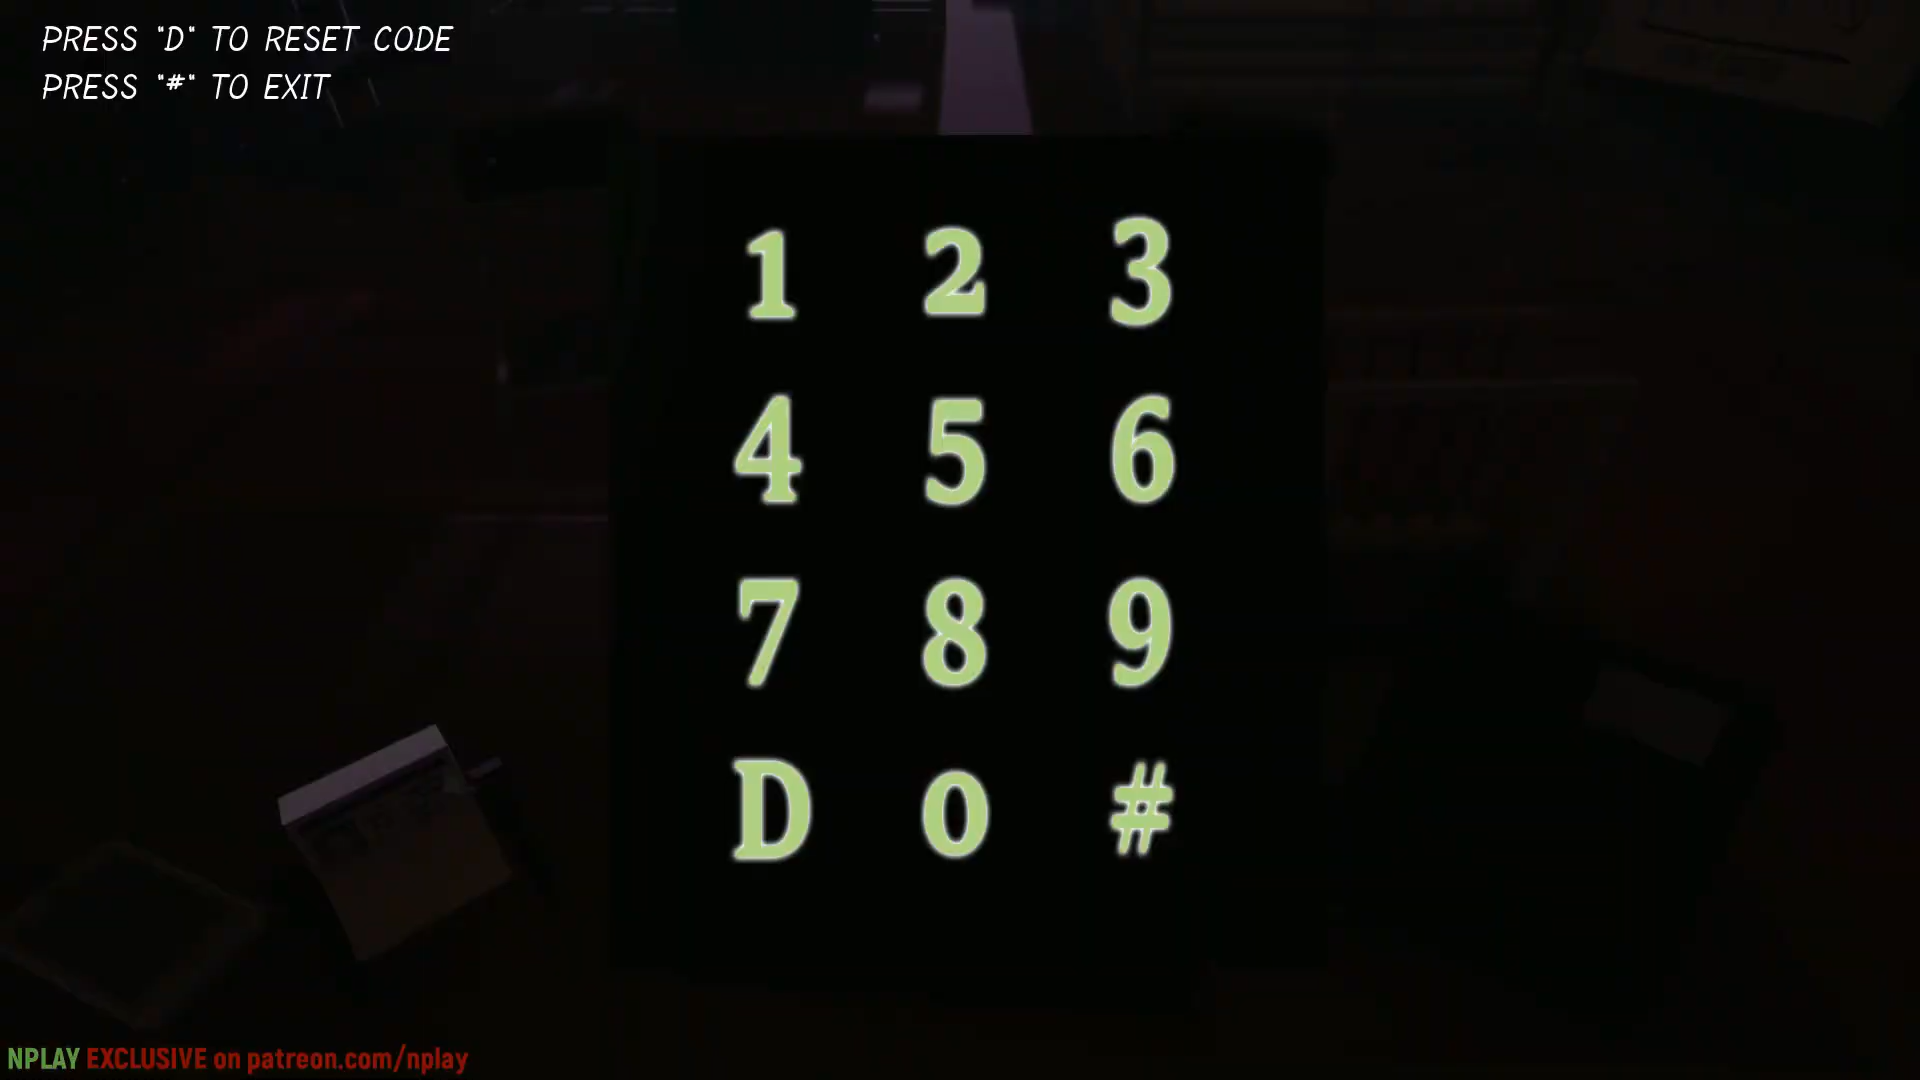 PRESS "D" TO RESET CODE
PRESS "#" TO EXIT
1 2 3
4 5 6
7 8 9
D 0 #
NPLAY EXCLUSIVE on patreon.com/nplay